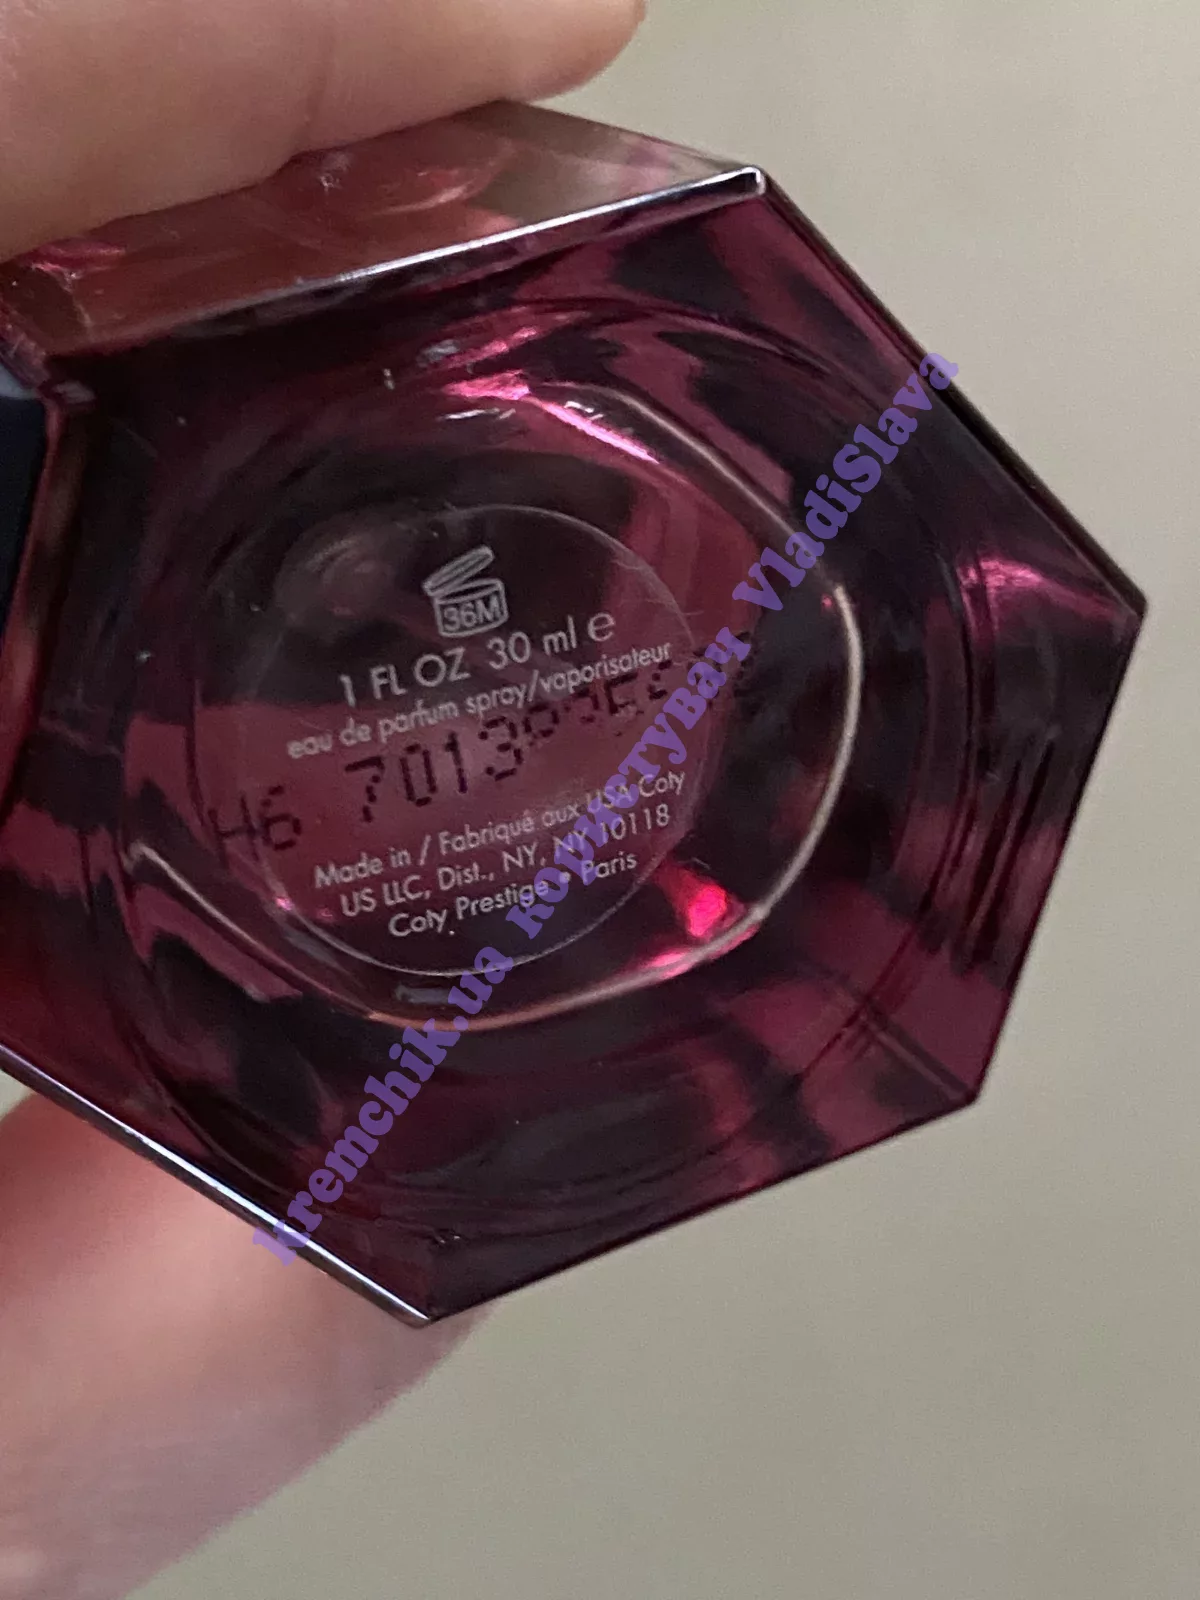 36M
1 FL OZ 30 ml e
eau de parfum spray/vaporisateur
H6 7013
Made in / Fabriqué aux USA Coty
US LLC, Dist., NY, NY 10118
Coty Prestige • Paris
kremchik.ua користувач VladiSlava